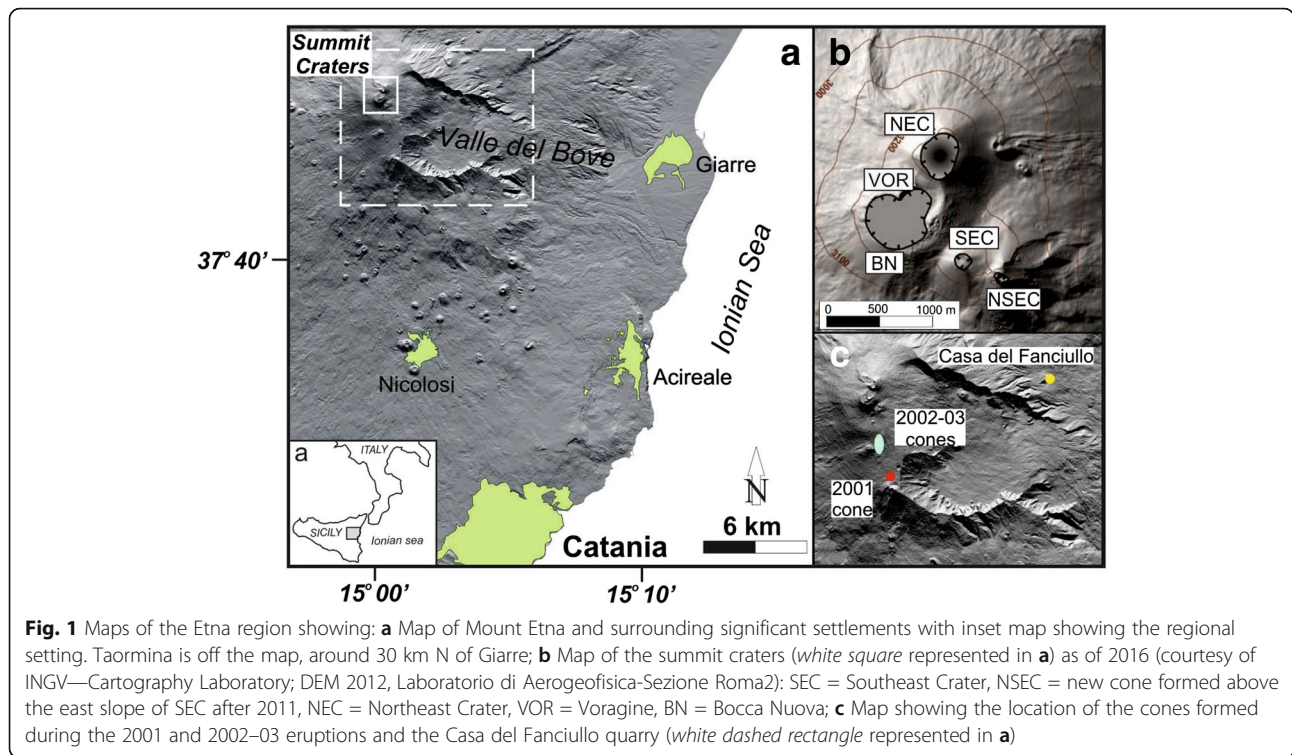 Summit
Craters
a
Valle del Bove
Giarre
37° 40'
Ionian Sea
Nicolosi
Acireale
a
ITALY
SICILY
Ionian sea
N
6 km
Catania
15° 00'
15° 10'
b
3000
NEC
3200
VOR
SEC
BN
3100
NSEC
0 500 1000 m
c
Casa del Fanciullo
2002-03
cones
2001
cone
Fig. 1 Maps of the Etna region showing: a Map of Mount Etna and surrounding significant settlements with inset map showing the regional
setting. Taormina is off the map, around 30 km N of Giarre; b Map of the summit craters (white square represented in a) as of 2016 (courtesy of
INGV—Cartography Laboratory; DEM 2012, Laboratorio di Aerogeofisica-Sezione Roma2): SEC = Southeast Crater, NSEC = new cone formed above
the east slope of SEC after 2011, NEC = Northeast Crater, VOR = Voragine, BN = Bocca Nuova; c Map showing the location of the cones formed
during the 2001 and 2002–03 eruptions and the Casa del Fanciullo quarry (white dashed rectangle represented in a)